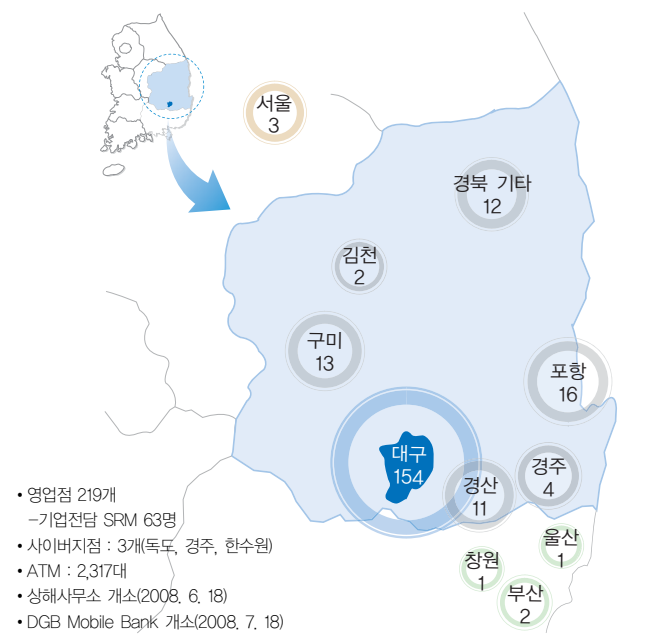 서울
3
경북 기타
12
김천
2
구미
13
포항
16
대구
154
경산
11
경주
4
울산
1
창원
1
부산
2
• 영업점 219개
-기업전담 SRM 63명
• 사이버지점 : 3개(독도, 경주, 한수원)
• ATM : 2,317대
• 상해사무소 개소(2008. 6. 18)
• DGB Mobile Bank 개소(2008. 7. 18)